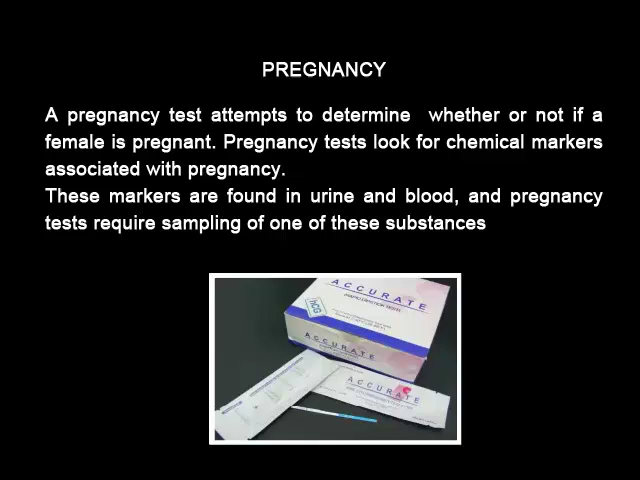 PREGNANCY
A pregnancy test attempts to determine whether or not if a
female is pregnant. Pregnancy tests look for chemical markers
associated with pregnancy.
These markers are found in urine and blood, and pregnancy
tests require sampling of one of these substances
ACCURATE
hCG
ACCURATE
ACCURATE